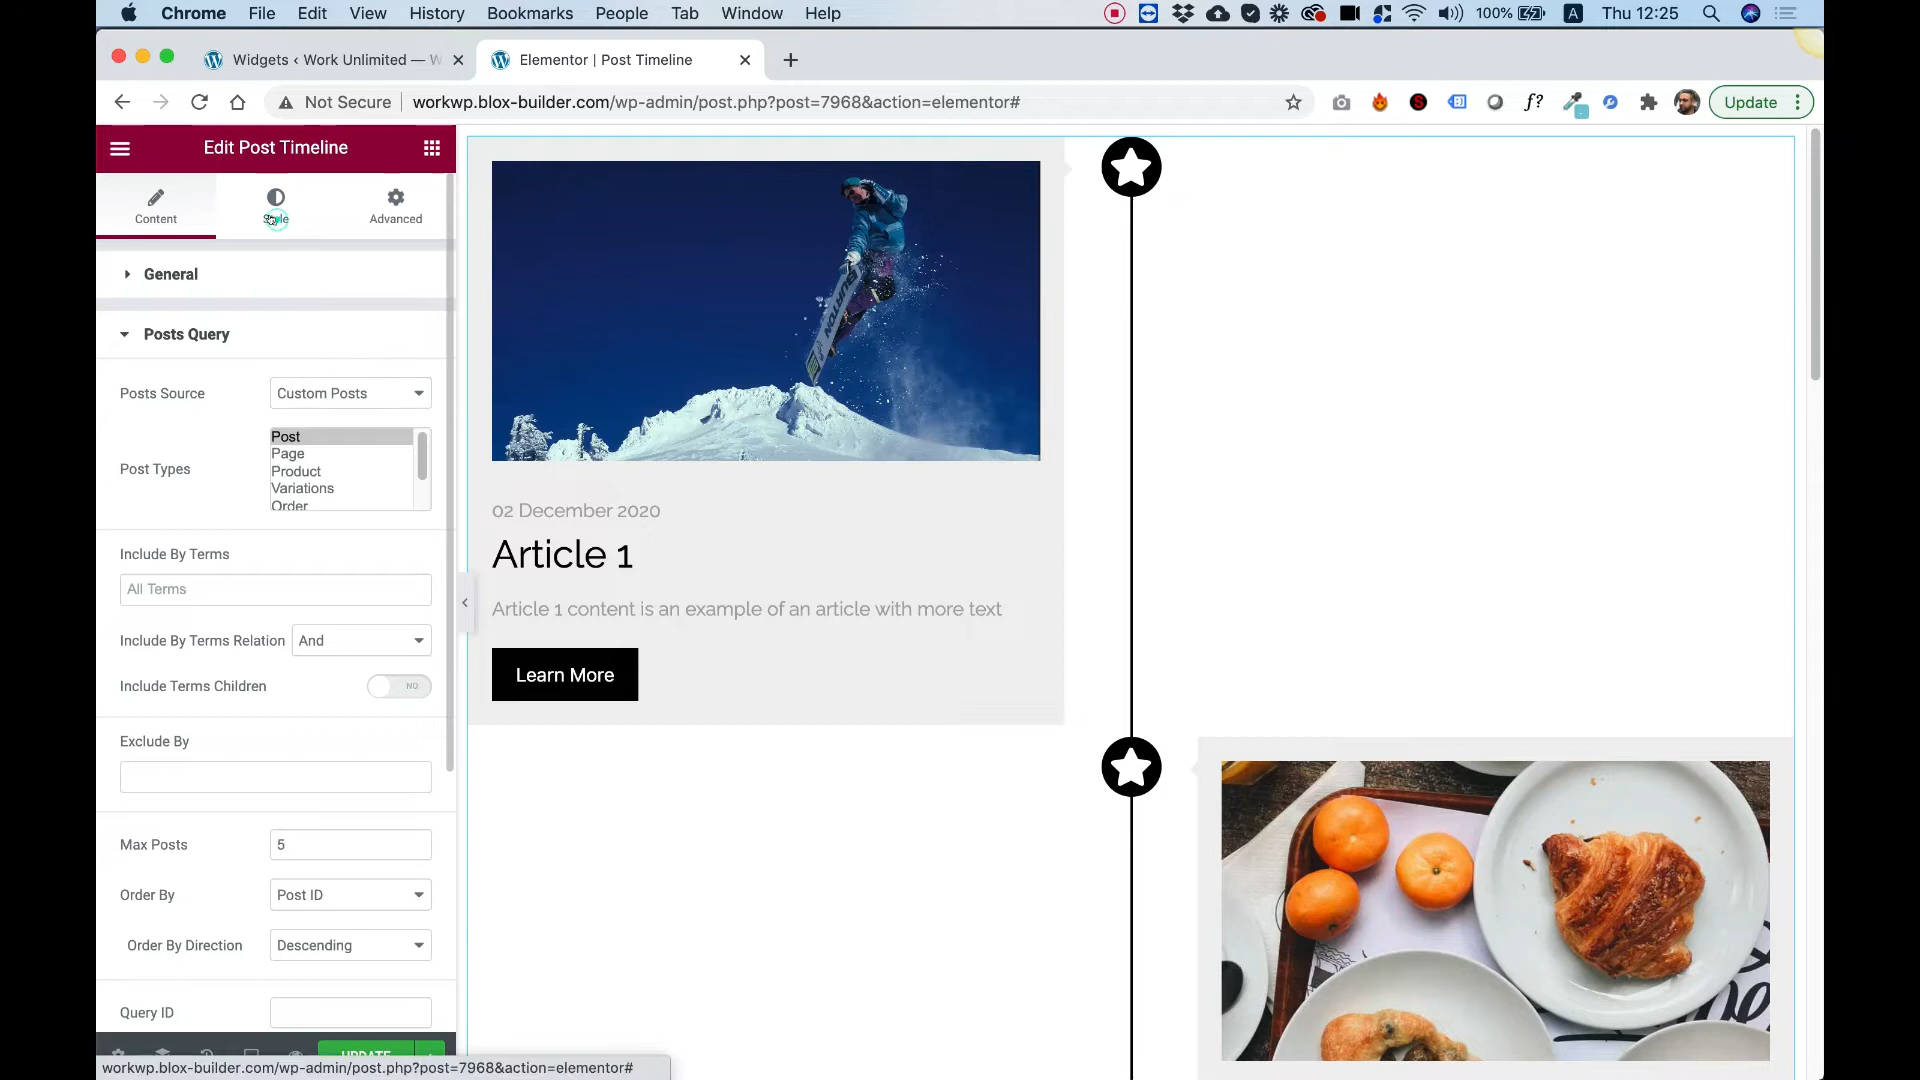 Chrome File Edit View History Bookmarks People Tab Window Help
100% A Thu 12:25
Widgets ‹ Work Unlimited — W
Elementor | Post Timeline
Not Secure
workwp.blox-builder.com/wp-admin/post.php?post=7968&action=elementor#
S
f?
Update
Edit Post Timeline
Content
Style
Advanced
General
Posts Query
Posts Source
Custom Posts
Post Types
Post
Page
Product
Variations
Order
Include By Terms
All Terms
Include By Terms Relation
And
Include Terms Children
NO
Exclude By
Max Posts
5
Order By
Post ID
Order By Direction
Descending
Query ID
UPDATE
workwp.blox-builder.com/wp-admin/post.php?post=7968&action=elementor#
BURTON
02 December 2020
Article 1
Article 1 content is an example of an article with more text
Learn More